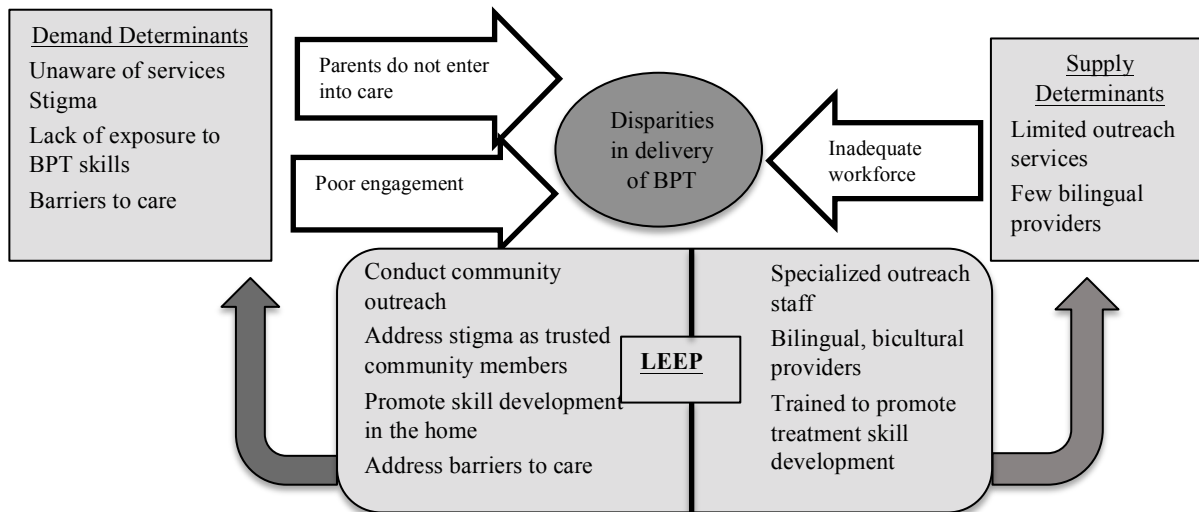 Demand Determinants
Unaware of services
Stigma
Lack of exposure to
BPT skills
Barriers to care
Parents do not enter
into care
Poor engagement
Disparities
in delivery
of BPT
Inadequate
workforce
Supply
Determinants
Limited outreach
services
Few bilingual
providers
Conduct community
outreach
Address stigma as trusted
community members
Promote skill development
in the home
Address barriers to care
LEEP
Specialized outreach
staff
Bilingual, bicultural
providers
Trained to promote
treatment skill
development